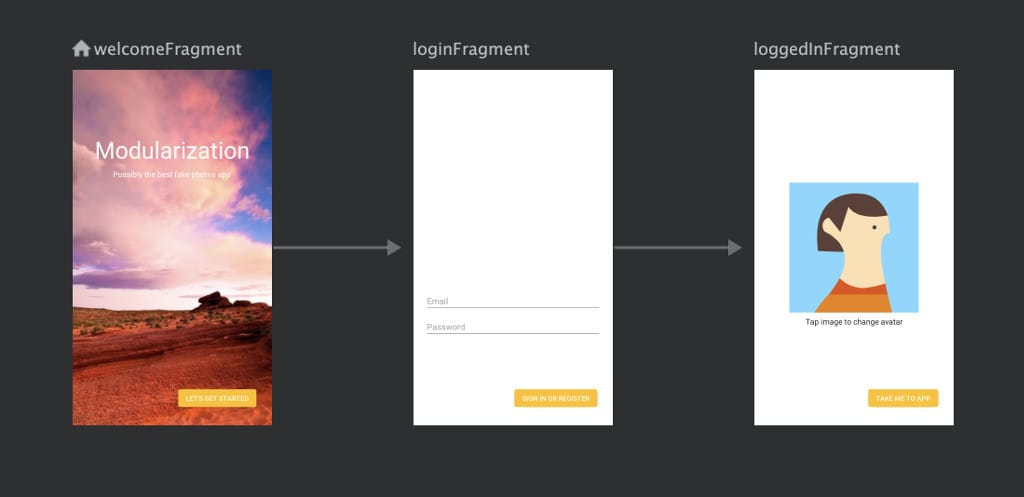 welcomeFragment
loginFragment
loggedInFragment
Modularization
Possibly the best fake photos app
LET'S GET STARTED
Email
Password
SIGN IN OR REGISTER
Tap image to change avatar
TAKE ME TO APP